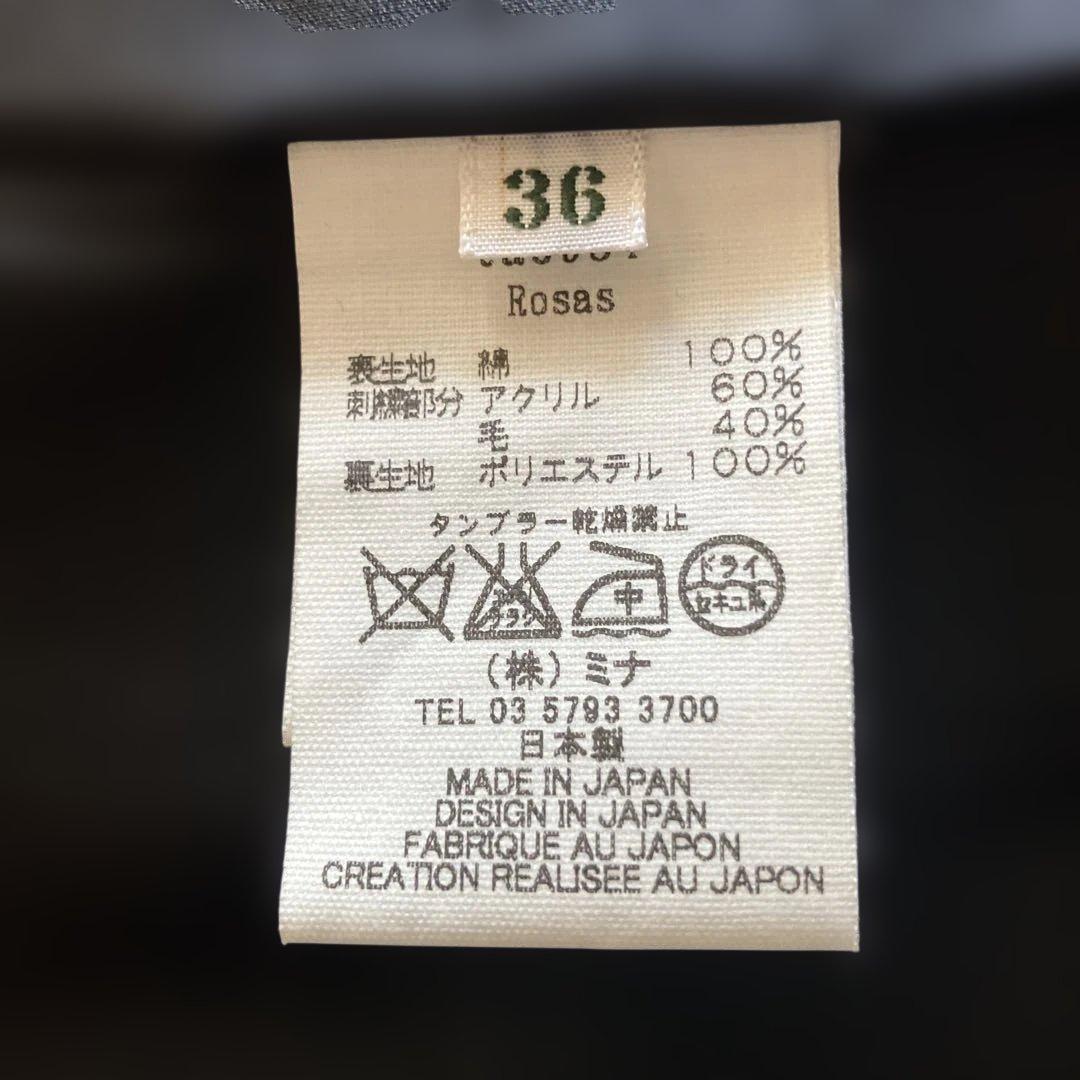 36
Rosas
表生地 綿 100%
刺繍部分 アクリル 60%
毛 40%
裏生地 ポリエステル 100%
タンブラー乾燥禁止
中
ドライ
セキユ系
(株)ミナ
TEL 03 5793 3700
日本製
MADE IN JAPAN
DESIGN IN JAPAN
FABRIQUE AU JAPON
CREATION REALISEE AU JAPON